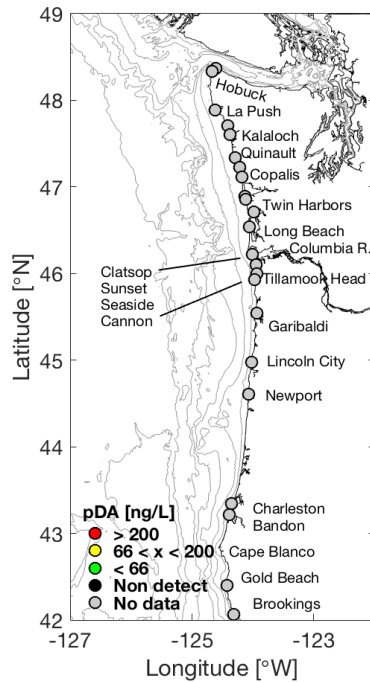 49
48
47
46
45
44
43
42
Latitude [°N]
Hobuck
La Push
Kalaloch
Quinault
Copalis
Twin Harbors
Long Beach
Columbia R.
Clatsop
Sunset
Seaside
Cannon
Tillamook Head
Garibaldi
Lincoln City
Newport
Charleston
Bandon
Cape Blanco
Gold Beach
Brookings
pDA [ng/L]
> 200
66 < x < 200
< 66
Non detect
No data
-127
-125
-123
Longitude [°W]